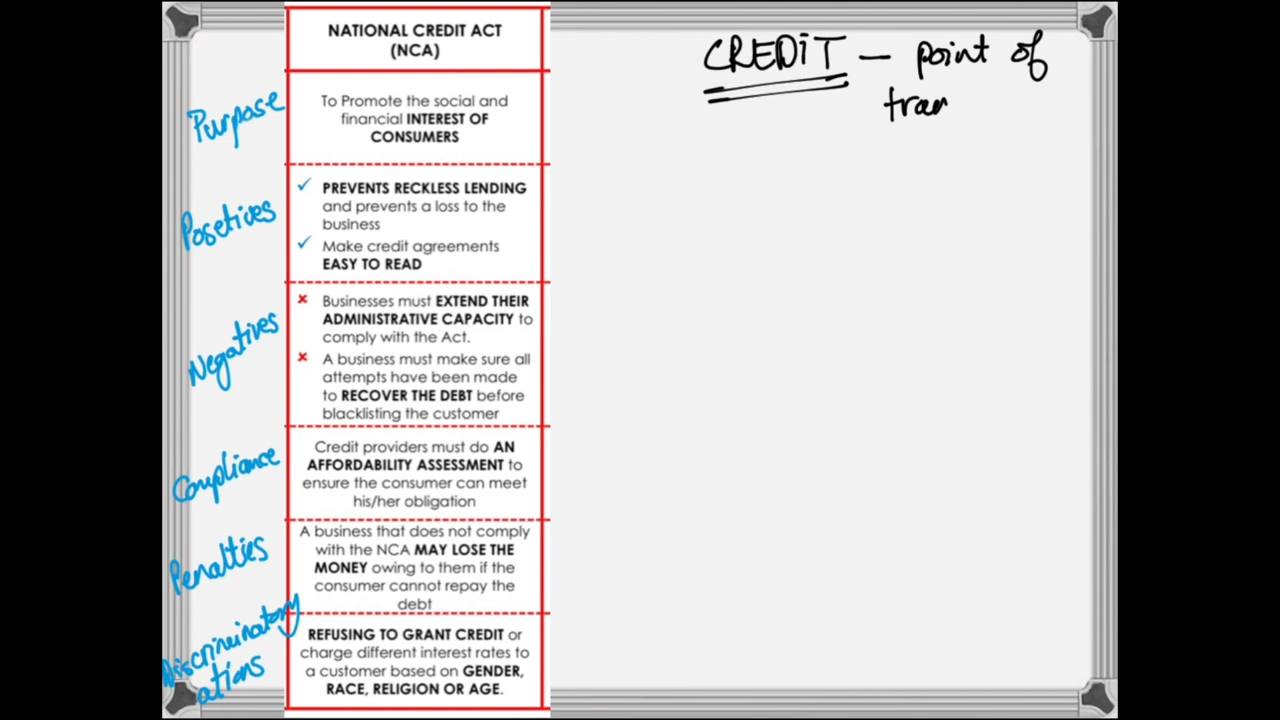 NATIONAL CREDIT ACT
(NCA)
Purpose
To Promote the social and
financial INTEREST OF
CONSUMERS
Posetives
✓ PREVENTS RECKLESS LENDING
and prevents a loss to the
business
✓ Make credit agreements
EASY TO READ
Negatives
✗ Businesses must EXTEND THEIR
ADMINISTRATIVE CAPACITY to
comply with the Act.
✗ A business must make sure all
attempts have been made
to RECOVER THE DEBT before
blacklisting the customer
Compliance
Credit providers must do AN
AFFORDABILITY ASSESSMENT to
ensure the consumer can meet
his/her obligation
Penalties
A business that does not comply
with the NCA MAY LOSE THE
MONEY owing to them if the
consumer cannot repay the
debt
Discriminatory
ations
REFUSING TO GRANT CREDIT or
charge different interest rates to
a customer based on GENDER,
RACE, RELIGION OR AGE.
CREDIT — point of
tran